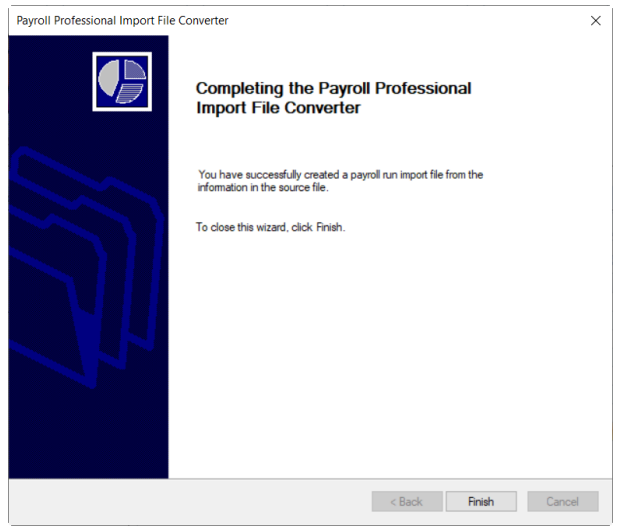 Payroll Professional Import File Converter
Completing the Payroll Professional
Import File Converter
You have successfully created a payroll run import file from the
information in the source file.
To close this wizard, click Finish.
< Back Finish Cancel